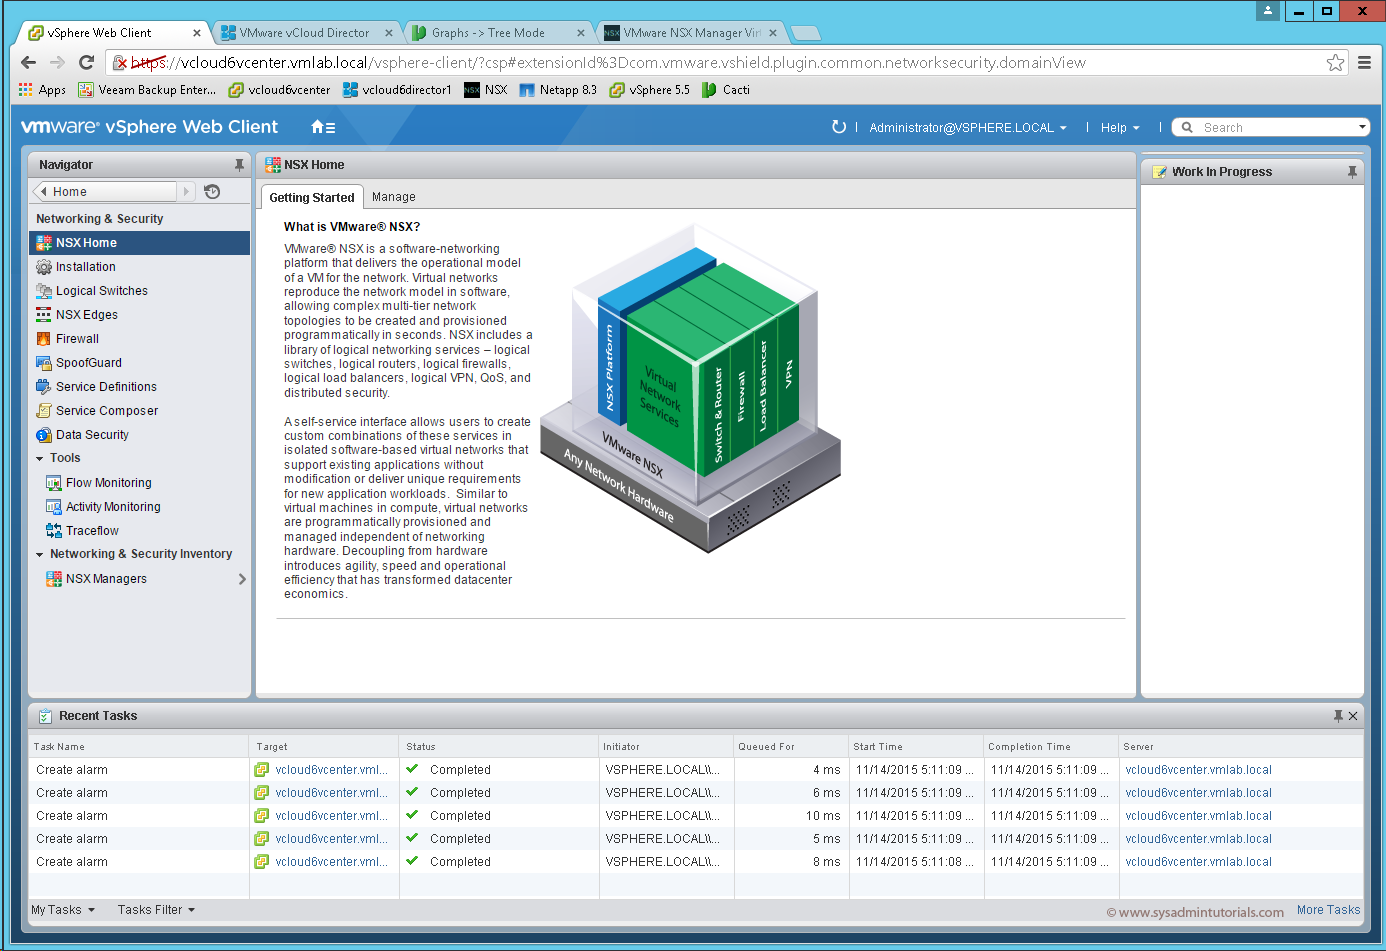 vSphere Web Client
VMware vCloud Director
Graphs -> Tree Mode
VMware NSX Manager Virt
https://vcloud6vcenter.vmlab.local/vsphere-client/?csp#extensionId%3Dcom.vmware.vshield.plugin.common.networksecurity.domainView
Apps
Veeam Backup Enter...
vcloud6vcenter
vcloud6director1
NSX
NSX
Netapp 8.3
vSphere 5.5
Cacti
vmware® vSphere Web Client
Administrator@VSPHERE.LOCAL
Help
Search
Navigator
Home
Networking & Security
NSX Home
Installation
Logical Switches
NSX Edges
Firewall
SpoofGuard
Service Definitions
Service Composer
Data Security
Tools
Flow Monitoring
Activity Monitoring
Traceflow
Networking & Security Inventory
NSX Managers
NSX Home
Getting Started
Manage
What is VMware® NSX?
VMware® NSX is a software-networking
platform that delivers the operational model
of a VM for the network. Virtual networks
reproduce the network model in software,
allowing complex multi-tier network
topologies to be created and provisioned
programmatically in seconds. NSX includes a
library of logical networking services – logical
switches, logical routers, logical firewalls,
logical load balancers, logical VPN, QoS, and
distributed security.
A self-service interface allows users to create
custom combinations of these services in
isolated software-based virtual networks that
support existing applications without
modification or deliver unique requirements
for new application workloads.  Similar to
virtual machines in compute, virtual networks
are programmatically provisioned and
managed independent of networking
hardware. Decoupling from hardware
introduces agility, speed and operational
efficiency that has transformed datacenter
economics.
NSX Platform
Virtual
Network
Services
Switch & Router
Firewall
Load Balancer
VPN
VMware NSX
Any Network Hardware
Work In Progress
Recent Tasks
Task Name Target Status Initiator Queued For Start Time Completion Time Server
Create alarm vcloud6vcenter.vml... Completed VSPHERE.LOCAL\\... 4 ms 11/14/2015 5:11:09 ... 11/14/2015 5:11:09 ... vcloud6vcenter.vmlab.local
Create alarm vcloud6vcenter.vml... Completed VSPHERE.LOCAL\\... 6 ms 11/14/2015 5:11:09 ... 11/14/2015 5:11:09 ... vcloud6vcenter.vmlab.local
Create alarm vcloud6vcenter.vml... Completed VSPHERE.LOCAL\\... 10 ms 11/14/2015 5:11:09 ... 11/14/2015 5:11:09 ... vcloud6vcenter.vmlab.local
Create alarm vcloud6vcenter.vml... Completed VSPHERE.LOCAL\\... 5 ms 11/14/2015 5:11:09 ... 11/14/2015 5:11:09 ... vcloud6vcenter.vmlab.local
Create alarm vcloud6vcenter.vml... Completed VSPHERE.LOCAL\\... 8 ms 11/14/2015 5:11:08 ... 11/14/2015 5:11:09 ... vcloud6vcenter.vmlab.local
My Tasks
Tasks Filter
© www.sysadmintutorials.com
More Tasks